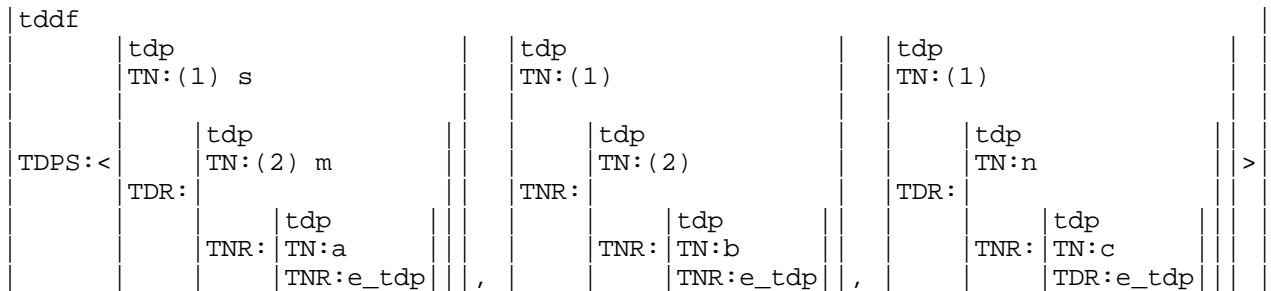 |tddf |
| |tdp | |tdp | |tdp | |
| |TN:(1) s | |TN:(1) | |TN:(1) | |
| | | | | | | |
| | |tdp || | |tdp || | |tdp || |
|TDPS:<| |TN:(2) m || | |TN:(2) || | |TN:n ||>|
| |TDR:| || |TNR:| || |TDR:| || |
| | | |tdp ||| | | |tdp ||| | | |tdp ||| |
| | |TNR:|TN:a ||| | |TNR:|TN:b ||| | |TNR:|TN:c ||| |
| | | |TNR:e_tdp|||, | | |TNR:e_tdp|||, | | |TDR:e_tdp||| |